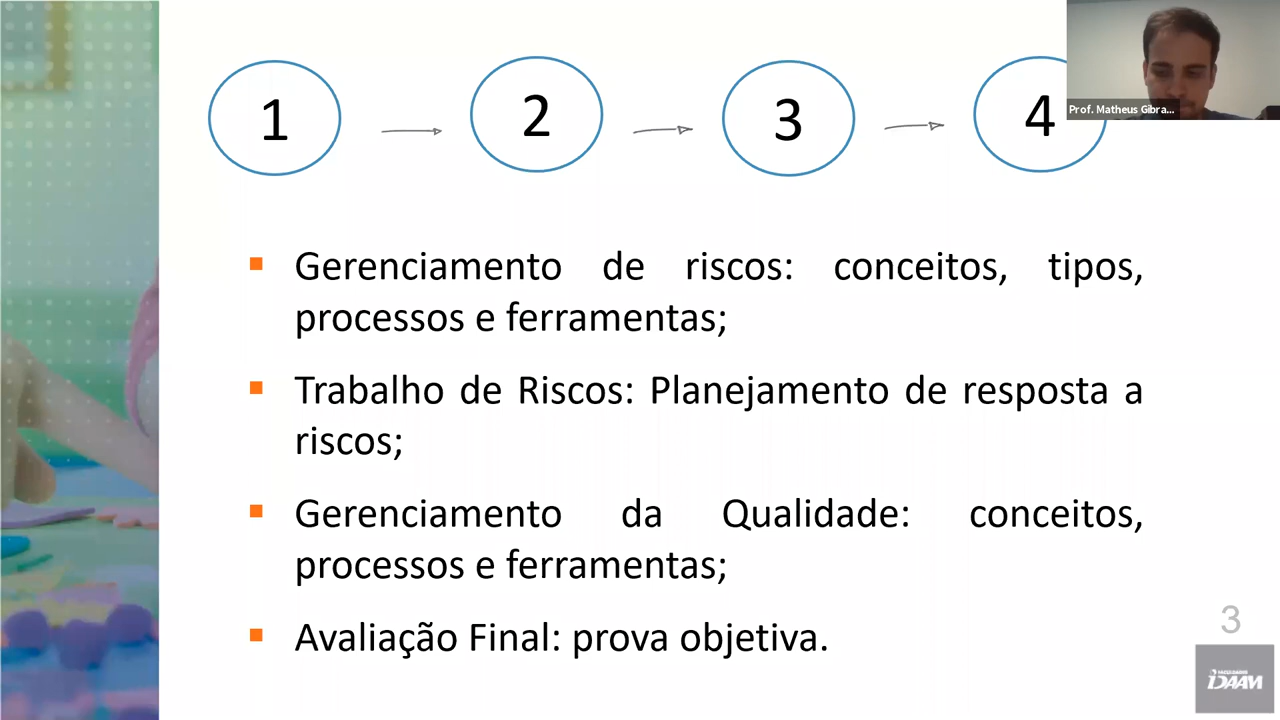 1
2
3
4
Prof. Matheus Gibra...
Gerenciamento de riscos: conceitos, tipos,
processos e ferramentas;
Trabalho de Riscos: Planejamento de resposta a
riscos;
Gerenciamento da Qualidade: conceitos,
processos e ferramentas;
Avaliação Final: prova objetiva.
3
FACULDADE
IDAAM